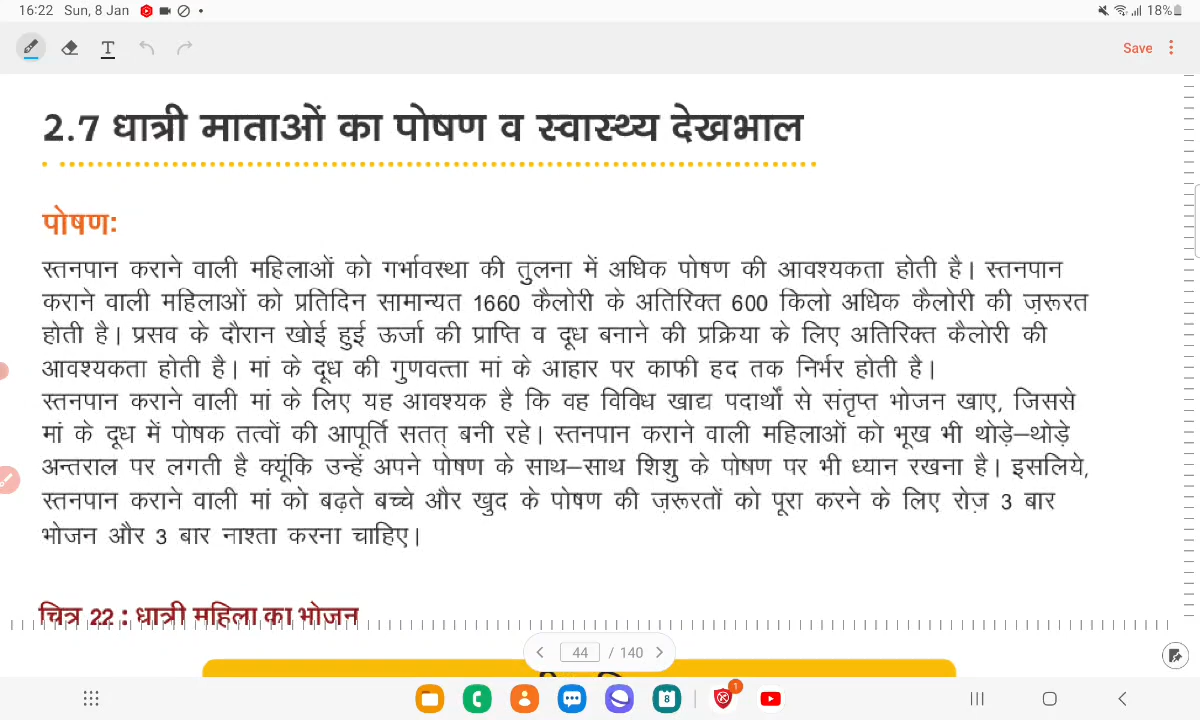 16:22 Sun, 8 Jan
18%
T
Save
2.7 धात्री माताओं का पोषण व स्वास्थ्य देखभाल
पोषण:
स्तनपान कराने वाली महिलाओं को गर्भावस्था की तुलना में अधिक पोषण की आवश्यकता होती है। स्तनपान
कराने वाली महिलाओं को प्रतिदिन सामान्यत 1660 कैलोरी के अतिरिक्त 600 किलो अधिक कैलोरी की ज़रूरत
होती है। प्रसव के दौरान खोई हुई ऊर्जा की प्राप्ति व दूध बनाने की प्रक्रिया के लिए अतिरिक्त कैलोरी की
आवश्यकता होती है। मां के दूध की गुणवत्ता मां के आहार पर काफी हद तक निर्भर होती है।
स्तनपान कराने वाली मां के लिए यह आवश्यक है कि वह विविध खाद्य पदार्थों से संतृप्त भोजन खाए, जिससे
मां के दूध में पोषक तत्वों की आपूर्ति सतत् बनी रहे। स्तनपान कराने वाली महिलाओं को भूख भी थोड़े–थोड़े
अन्तराल पर लगती है क्यूंकि उन्हें अपने पोषण के साथ–साथ शिशु के पोषण पर भी ध्यान रखना है। इसलिये,
स्तनपान कराने वाली मां को बढ़ते बच्चे और खुद के पोषण की ज़रूरतों को पूरा करने के लिए रोज़ 3 बार
भोजन और 3 बार नाश्ता करना चाहिए।
चित्र 22 : धात्री महिला का भोजन
44 / 140
8
1